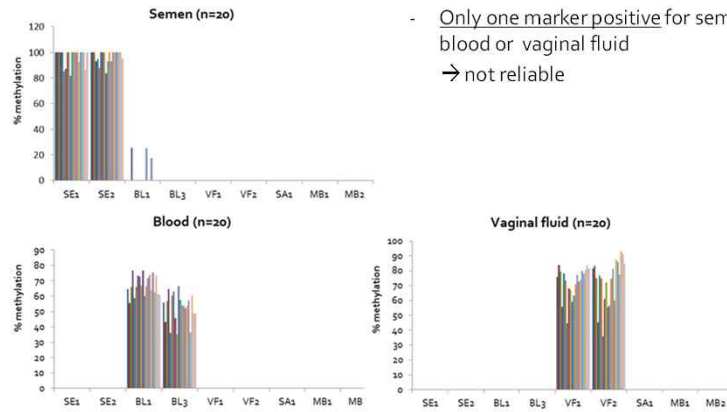 Semen (n=20)
% methylation
120
100
80
60
40
20
0
SE1 SE2 BL1 BL3 VF1 VF2 SA1 MB1 MB2
- Only one marker positive for sem
blood or vaginal fluid
→ not reliable
Blood (n=20)
% methylation
90
80
70
60
50
40
30
20
10
0
SE1 SE2 BL1 BL3 VF1 VF2 SA1 MB1 MB
Vaginal fluid (n=20)
% methylation
100
90
80
70
60
50
40
30
20
10
0
SE1 SE2 BL1 BL3 VF1 VF2 SA1 MB1 MB2